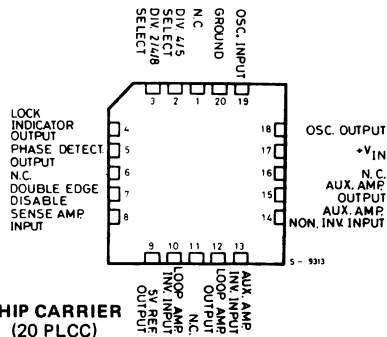 DIV. 2/4/8
SELECT
DIV. 4/5
SELECT
N.C.
GROUND
OSC. INPUT
3
2
1
20
19
LOCK
INDICATOR
OUTPUT
4
PHASE DETECT.
OUTPUT
5
N.C.
6
DOUBLE EDGE
DISABLE
7
SENSE AMP.
INPUT
8
18
OSC. OUTPUT
17
+VIN
16
N.C.
15
AUX. AMP.
OUTPUT
14
AUX. AMP.
NON. INV. INPUT
9
10
11
12
13
5V REF.
OUTPUT
LOOP AMP.
INV. INPUT
N.C.
LOOP AMP.
OUTPUT
AUX. AMP.
INV. INPUT
S - 9313
HIP CARRIER
(20 PLCC)